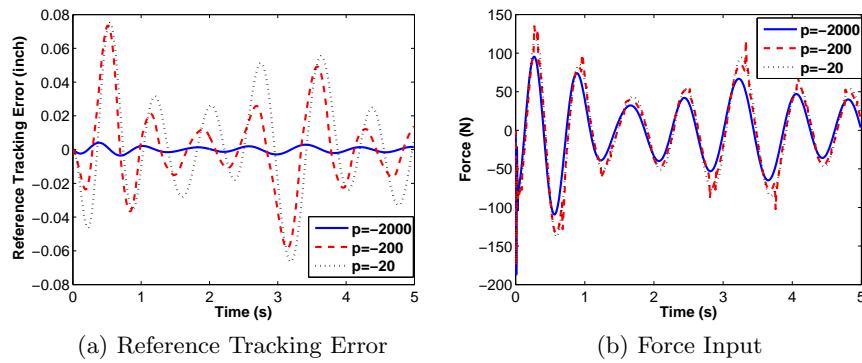 0.08
0.06
0.04
0.02
0
−0.02
−0.04
−0.06
−0.08
Reference Tracking Error (inch)
0 1 2 3 4 5
Time (s)
p=−2000
p=−200
p=−20
(a) Reference Tracking Error
150
100
50
0
−50
−100
−150
−200
Force (N)
0 1 2 3 4 5
Time (s)
p=−2000
p=−200
p=−20
(b) Force Input